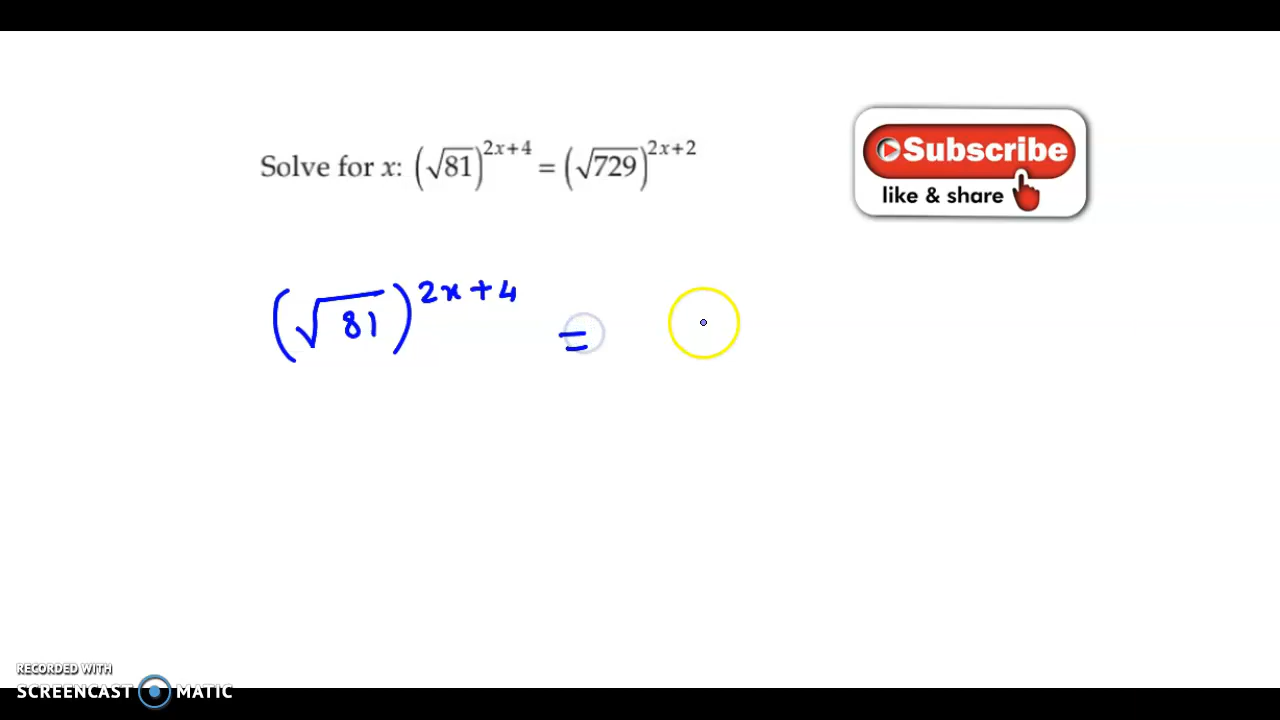 Solve for x: (√81)^{2x+4} = (√729)^{2x+2}
Subscribe
like & share
(√81)^{2x+4} =
RECORDED WITH
SCREENCAST MATIC